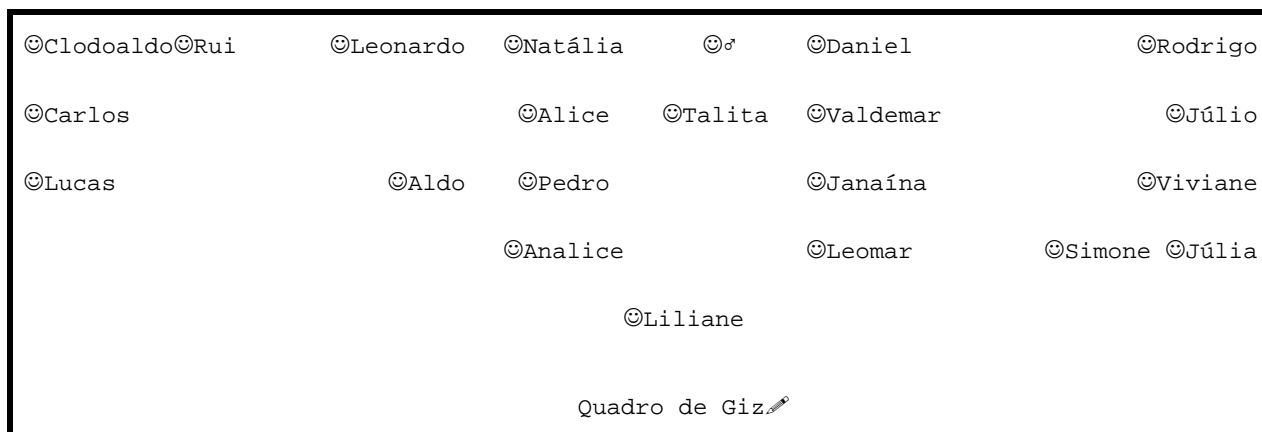 ☺Clodoaldo☺Rui ☺Leonardo ☺Natália ☺♂ ☺Daniel ☺Rodrigo
☺Carlos ☺Alice ☺Talita ☺Valdemar ☺Júlio
☺Lucas ☺Aldo ☺Pedro ☺Janaína ☺Viviane
☺Analice ☺Leomar ☺Simone ☺Júlia
☺Liliane
Quadro de Giz✐